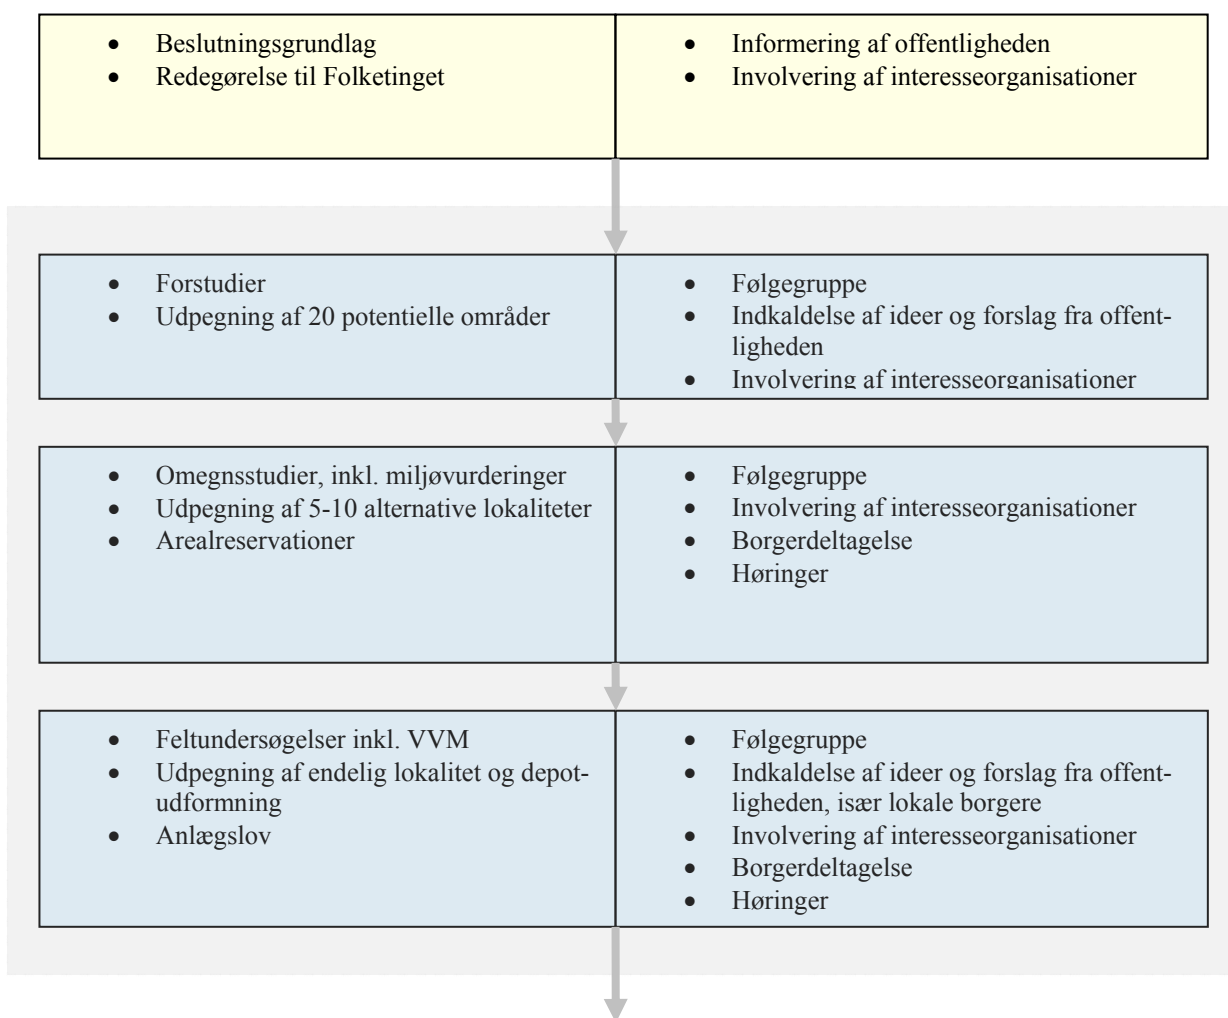 • Beslutningsgrundlag
• Redegørelse til Folketinget
• Informering af offentligheden
• Involvering af interesseorganisationer
• Forstudier
• Udpegning af 20 potentielle områder
• Følgegruppe
• Indkaldelse af ideer og forslag fra offent-
ligheden
• Involvering af interesseorganisationer
• Omegnsstudier, inkl. miljøvurderinger
• Udpegning af 5-10 alternative lokaliteter
• Arealreservationer
• Følgegruppe
• Involvering af interesseorganisationer
• Borgerdeltagelse
• Høringer
• Feltundersøgelser inkl. VVM
• Udpegning af endelig lokalitet og depot-
udformning
• Anlægslov
• Følgegruppe
• Indkaldelse af ideer og forslag fra offent-
ligheden, især lokale borgere
• Involvering af interesseorganisationer
• Borgerdeltagelse
• Høringer